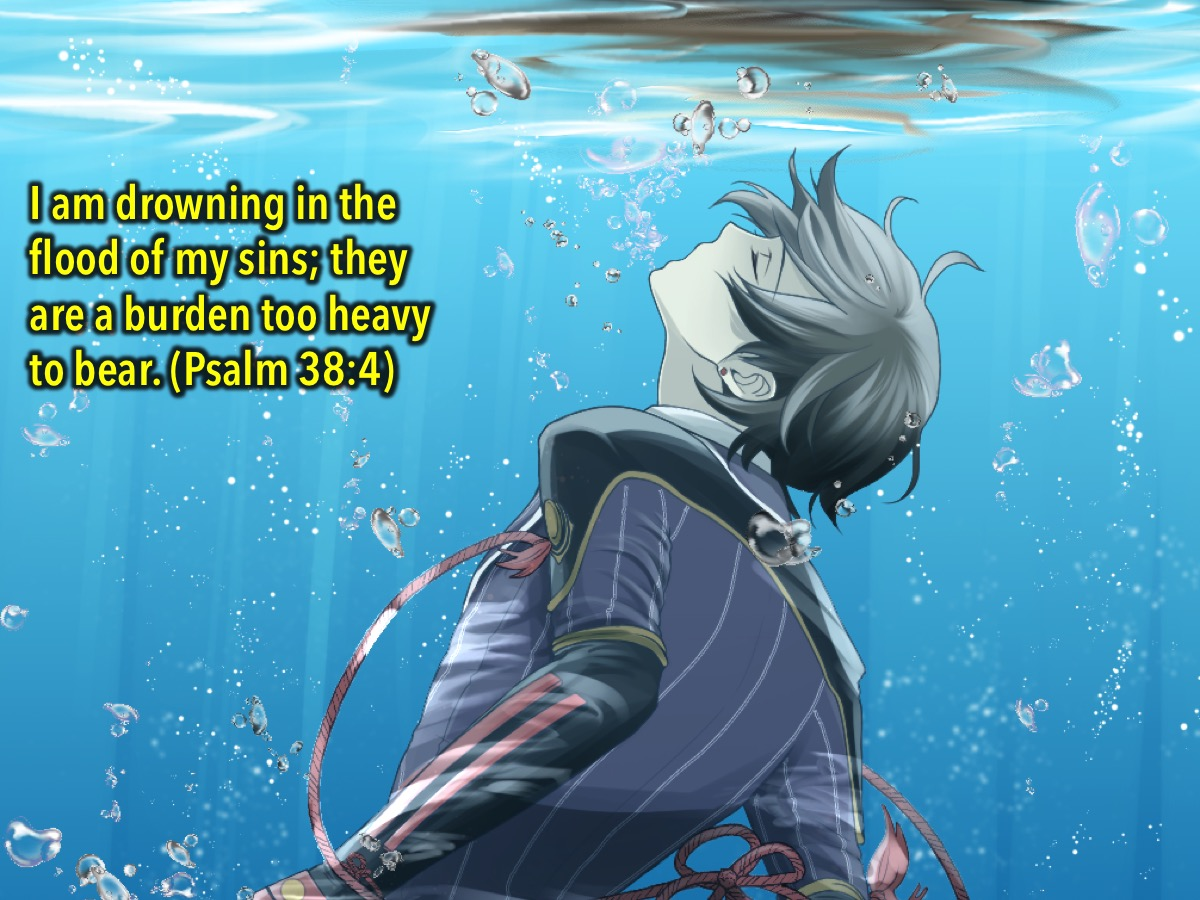 I am drowning in the
flood of my sins; they
are a burden too heavy
to bear. (Psalm 38:4)